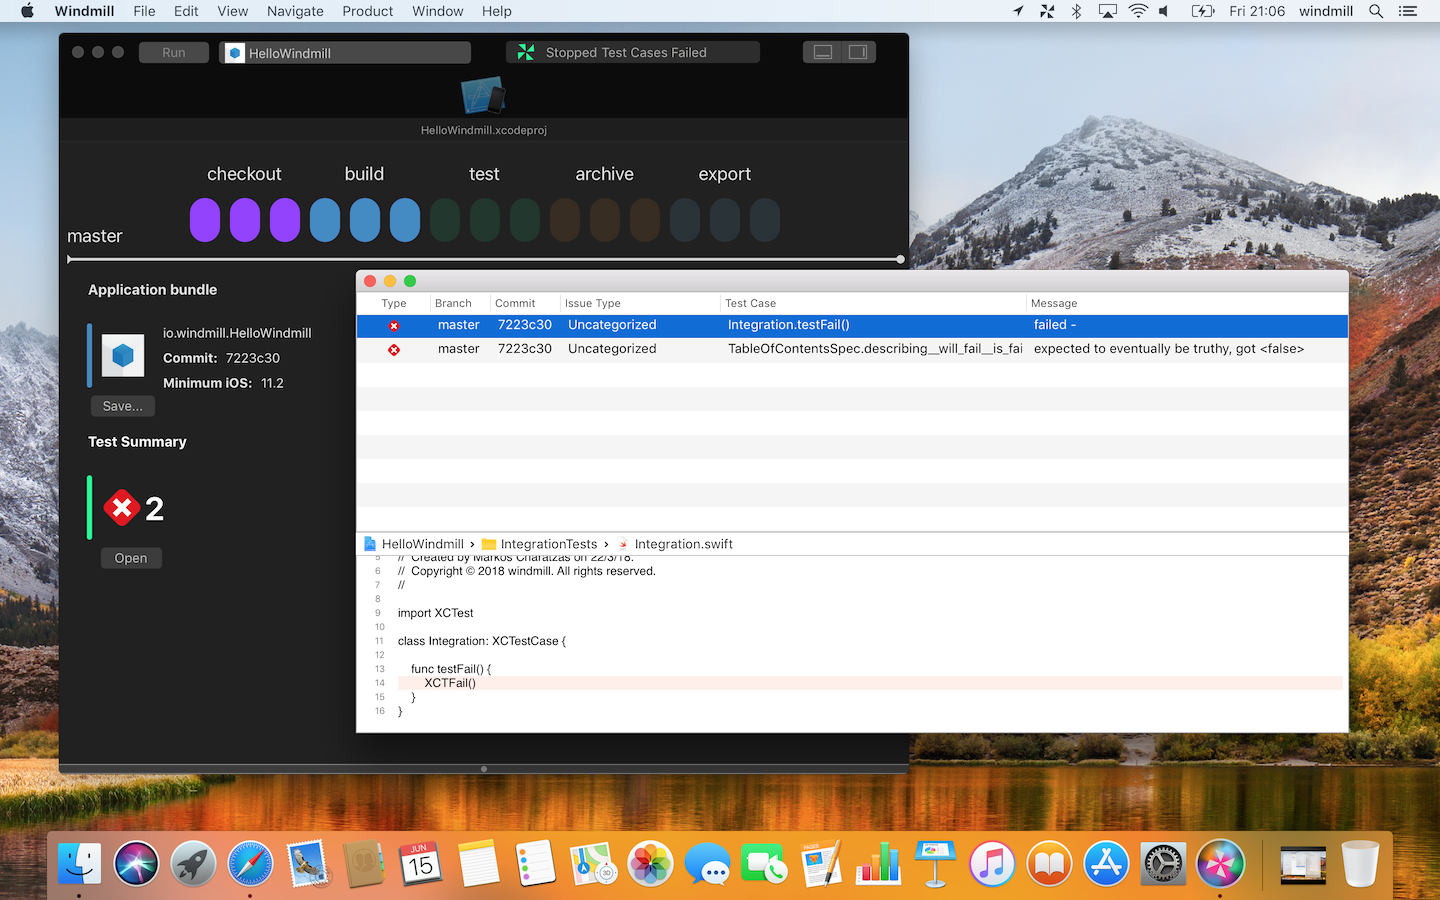 Windmill File Edit View Navigate Product Window Help Fri 21:06 windmill
Run HelloWindmill Stopped Test Cases Failed
HelloWindmill.xcodeproj
checkout build test archive export
master
Application bundle
io.windmill.HelloWindmill
Commit: 7223c30
Minimum iOS: 11.2
Save...
Test Summary
2
Open
Type Branch Commit Issue Type Test Case Message
master 7223c30 Uncategorized Integration.testFail() failed -
master 7223c30 Uncategorized TableOfContentsSpec.describing__will_fail__is_fai expected to eventually be truthy, got <false>
HelloWindmill › IntegrationTests › Integration.swift
5 // Created by Markos Charatzas on 22/3/18.
6 // Copyright © 2018 windmill. All rights reserved.
7 //
8
9 import XCTest
10
11 class Integration: XCTestCase {
12
13 func testFail() {
14 XCTFail()
15 }
16 }
JUN
15
3D
PAGES